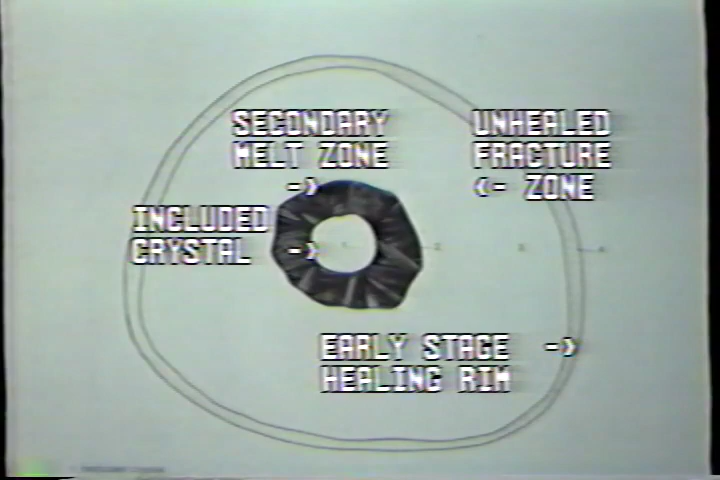 SECONDARY
MELT ZONE
->
UNHEALED
FRACTURE
<- ZONE
INCLUDED
CRYSTAL ->
EARLY STAGE ->
HEALING RIM